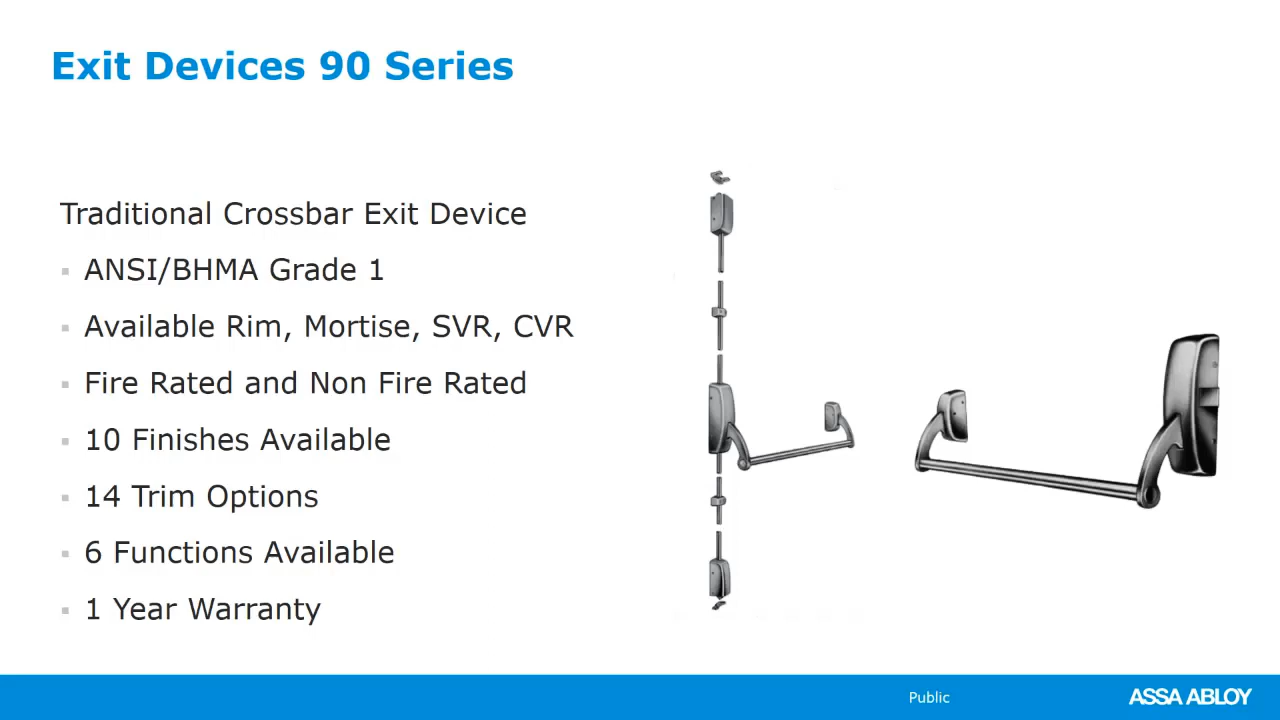 Exit Devices 90 Series
Traditional Crossbar Exit Device
ANSI/BHMA Grade 1
Available Rim, Mortise, SVR, CVR
Fire Rated and Non Fire Rated
10 Finishes Available
14 Trim Options
6 Functions Available
1 Year Warranty
Public
ASSA ABLOY